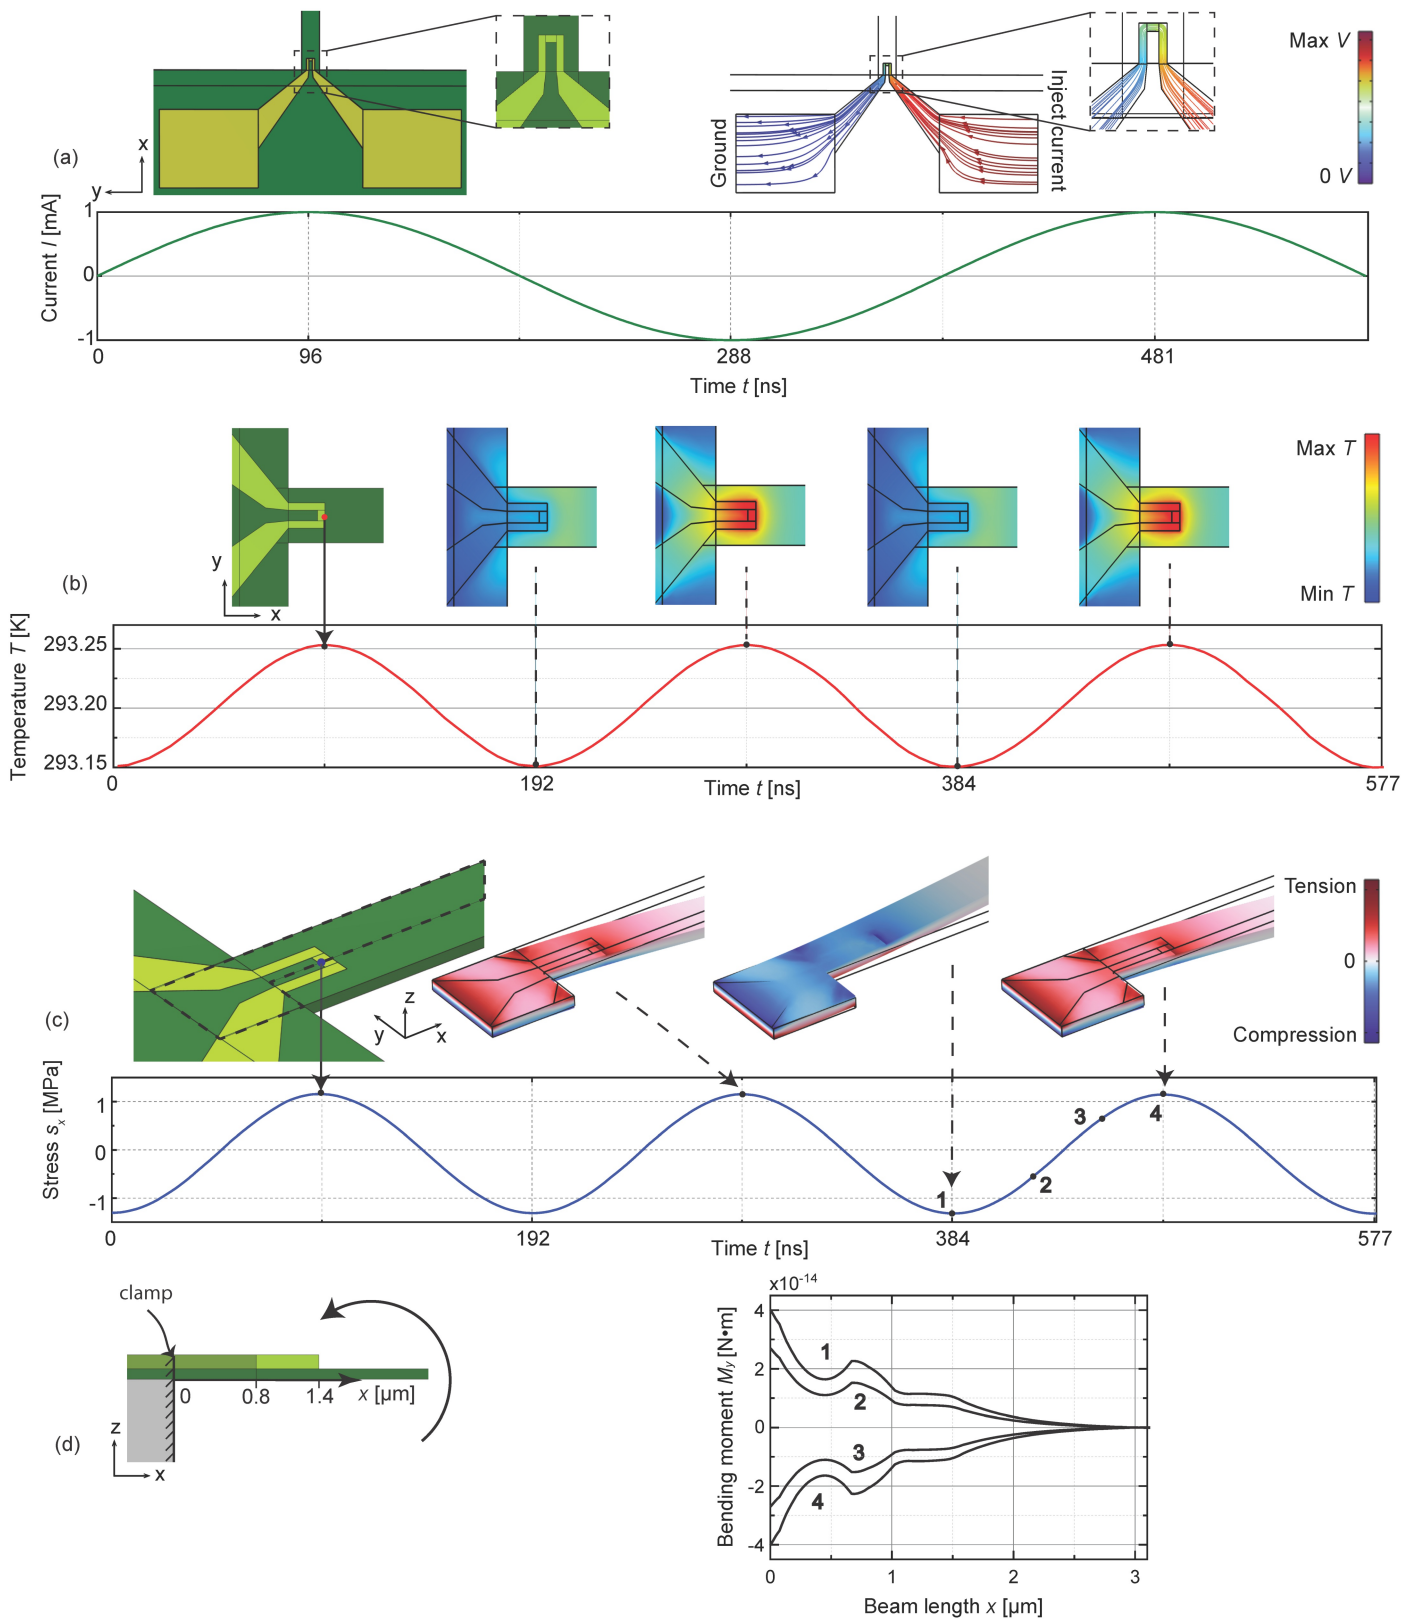 Max V
0 V
Inject current
Ground
(a)
x
y
Current I [mA]
1
0
-1
0
96
288
481
Time t [ns]
Max T
Min T
y
x
(b)
Temperature T [K]
293.25
293.20
293.15
0
192
384
577
Time t [ns]
Tension
0
Compression
z
y
x
(c)
Stress sx [MPa]
1
0
-1
1
2
3
4
0
192
384
577
Time t [ns]
clamp
0
0.8
1.4
x [µm]
z
x
(d)
x10-14
Bending moment My [N•m]
4
2
0
-2
-4
1
2
3
4
0
1
2
3
Beam length x [µm]